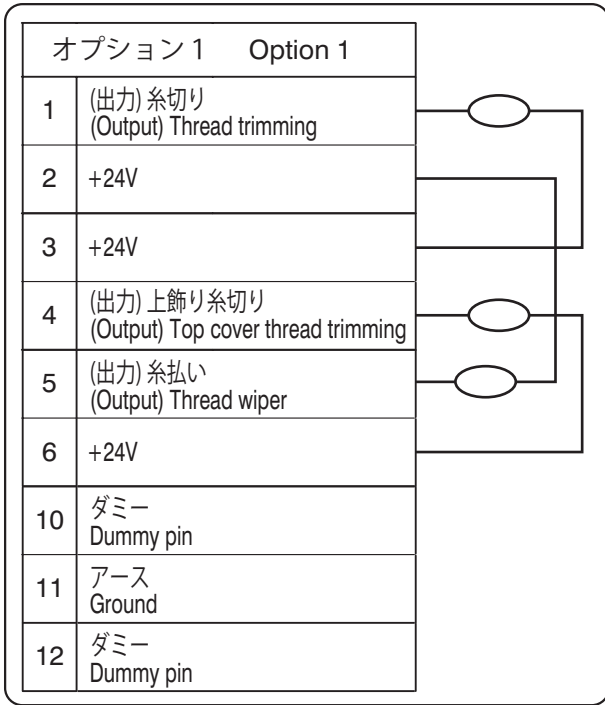 オプション1 Option 1
1 (出力) 糸切り
(Output) Thread trimming
2 +24V
3 +24V
4 (出力) 上飾り糸切り
(Output) Top cover thread trimming
5 (出力) 糸払い
(Output) Thread wiper
6 +24V
10 ダミー
Dummy pin
11 アース
Ground
12 ダミー
Dummy pin